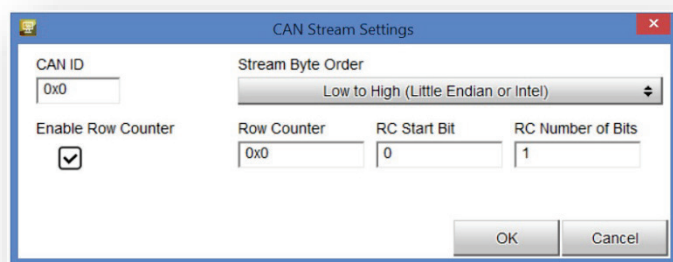 CAN Stream Settings
CAN ID
Stream Byte Order
0x0
Low to High (Little Endian or Intel)
Enable Row Counter
Row Counter
RC Start Bit
RC Number of Bits
0x0
0
1
OK
Cancel